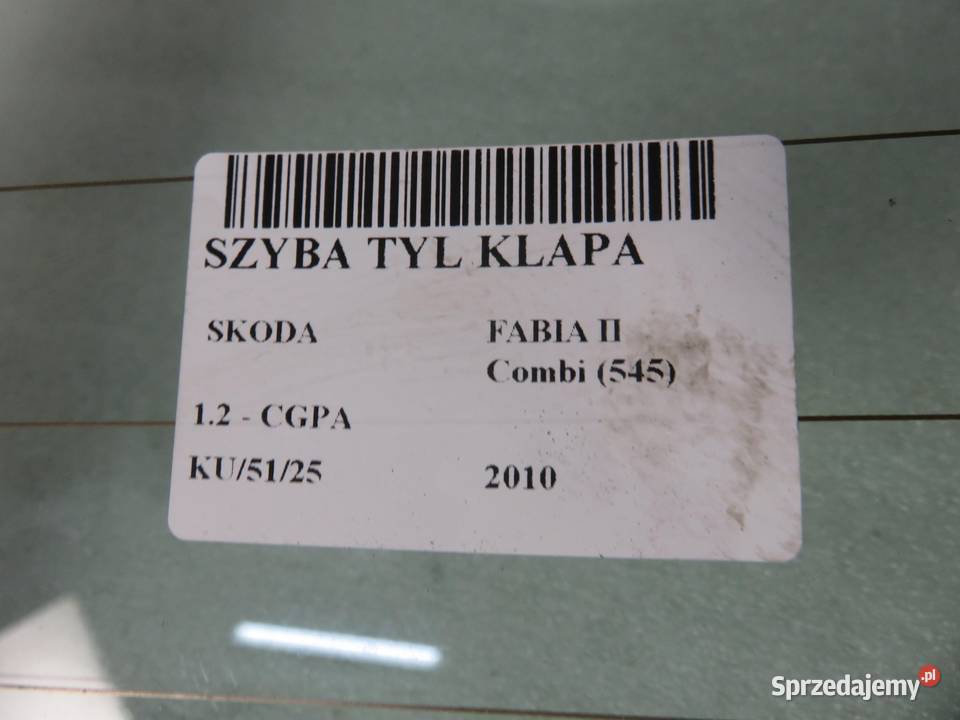 SZYBA TYL KLAPA
SKODA FABIA II
Combi (545)
1.2 - CGPA
KU/51/25 2010
Sprzedajemy.pl